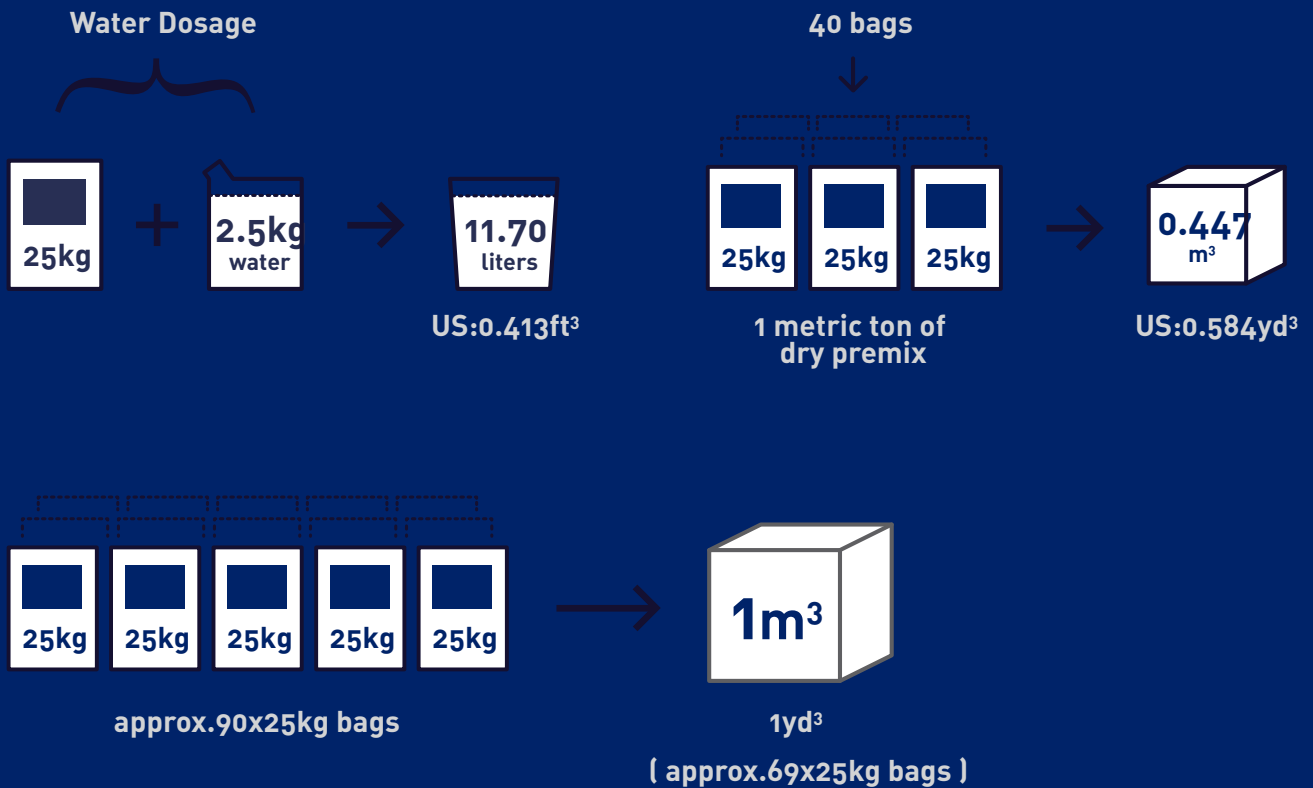 Water Dosage
40 bags
25kg
2.5kg
water
11.70
liters
US:0.413ft³
25kg
25kg
25kg
1 metric ton of
dry premix
0.447
m³
US:0.584yd³
25kg
25kg
25kg
25kg
25kg
approx.90x25kg bags
1m³
1yd³
( approx.69x25kg bags )